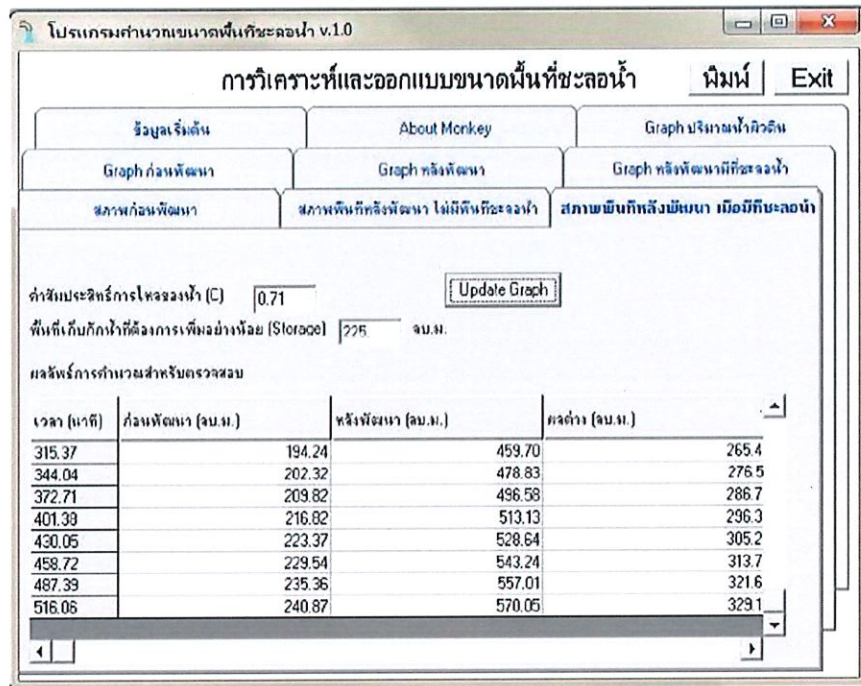 โปรแกรมคำนวณขนาดพื้นที่ชะลอน้ำ v.1.0
การวิเคราะห์และออกแบบขนาดพื้นที่ชะลอน้ำ พิมพ์ Exit
ข้อมูลเริ่มต้น About Monkey Graph ปริมาณน้ำผิวดิน
Graph ก่อนพัฒนา Graph หลังพัฒนา Graph หลังพัฒนามีที่ชะลอน้ำ
สภาพก่อนพัฒนา สภาพพื้นที่หลังพัฒนา ไม่มีพื้นที่ชะลอน้ำ สภาพพื้นที่หลังพัฒนา เมื่อมีที่ชะลอน้ำ
ค่าสัมประสิทธิ์การไหลของน้ำ (C) 0.71 Update Graph
พื้นที่เก็บกักน้ำที่ต้องการเพิ่มอย่างน้อย (Storage) 225. ลบ.ม.
ผลลัพธ์การคำนวณสำหรับตรวจสอบ
เวลา (นาที) ก่อนพัฒนา (ลบ.ม.) หลังพัฒนา (ลบ.ม.) ผลต่าง (ลบ.ม.)
315.37 194.24 459.70 265.4
344.04 202.32 478.83 276.5
372.71 209.82 496.58 286.7
401.38 216.82 513.13 296.3
430.05 223.37 528.64 305.2
458.72 229.54 543.24 313.7
487.39 235.36 557.01 321.6
516.06 240.87 570.05 329.1